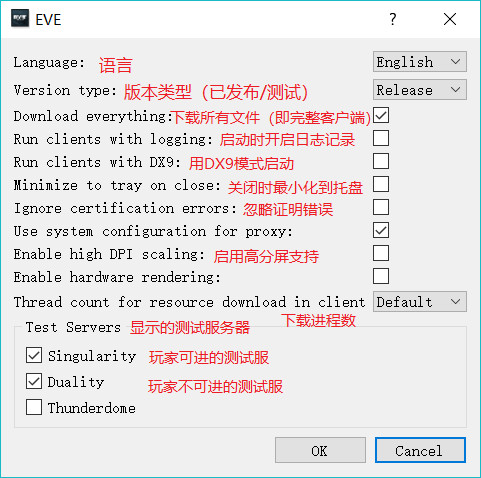 EVE
Language: 语言 English
Version type: 版本类型（已发布/测试） Release
Download everything: 下载所有文件（即完整客户端）
Run clients with logging: 启动时开启日志记录
Run clients with DX9: 用DX9模式启动
Minimize to tray on close: 关闭时最小化到托盘
Ignore certification errors: 忽略证明错误
Use system configuration for proxy:
Enable high DPI scaling: 启用高分屏支持
Enable hardware rendering:
Thread count for resource download in client Default
下载进程数
Test Servers 显示的测试服务器
Singularity 玩家可进的测试服
Duality 玩家不可进的测试服
Thunderdome
OK Cancel